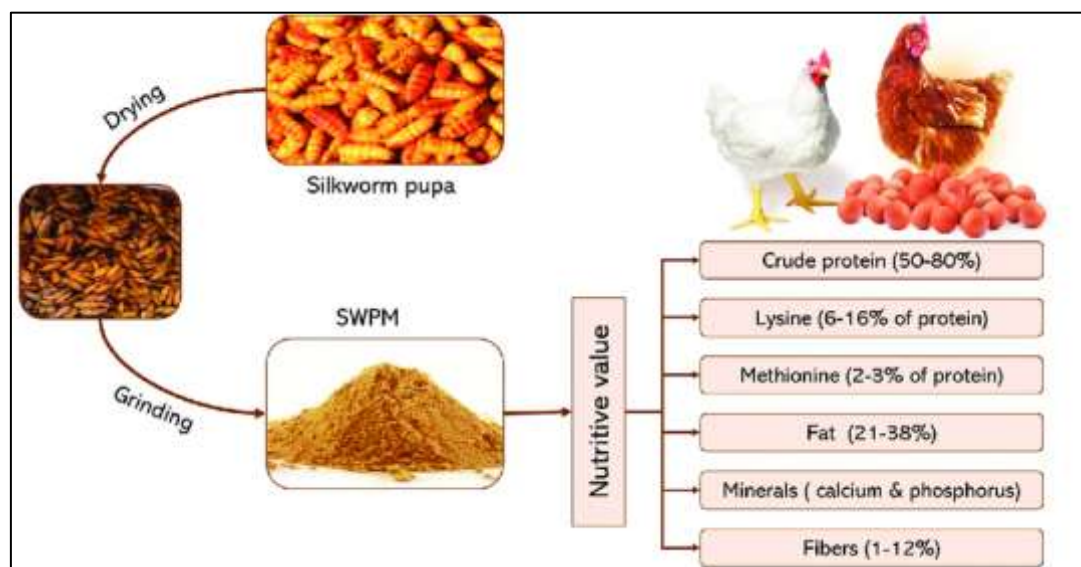 Drying
Silkworm pupa
Grinding
SWPM
Nutritive value
Crude protein (50-80%)
Lysine (6-16% of protein)
Methionine (2-3% of protein)
Fat (21-38%)
Minerals ( calcium & phosphorus)
Fibers (1-12%)